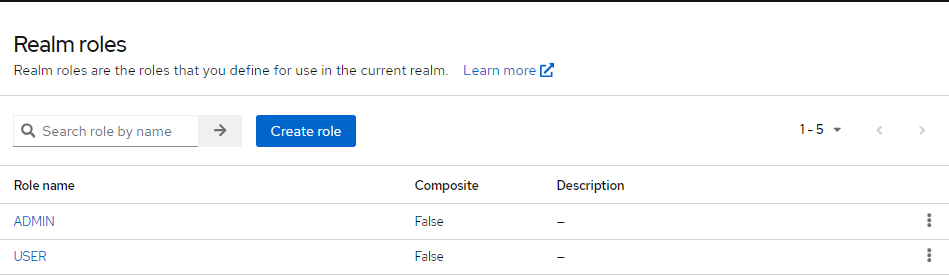 Realm roles
Realm roles are the roles that you define for use in the current realm. Learn more
Search role by name Create role 1 - 5
Role name Composite Description
ADMIN False –
USER False –